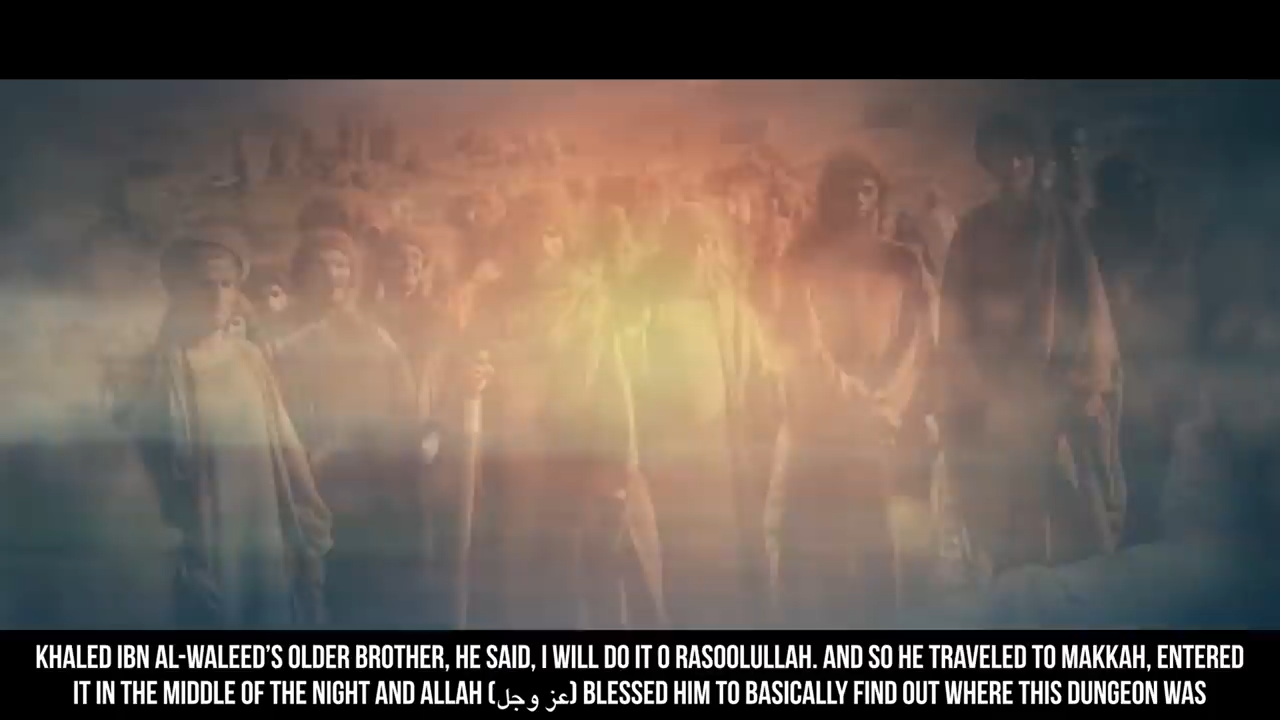 KHALED IBN AL-WALEED'S OLDER BROTHER, HE SAID, I WILL DO IT O RASOOLULLAH. AND SO HE TRAVELED TO MAKKAH, ENTERED
IT IN THE MIDDLE OF THE NIGHT AND ALLAH (عز وجل) BLESSED HIM TO BASICALLY FIND OUT WHERE THIS DUNGEON WAS